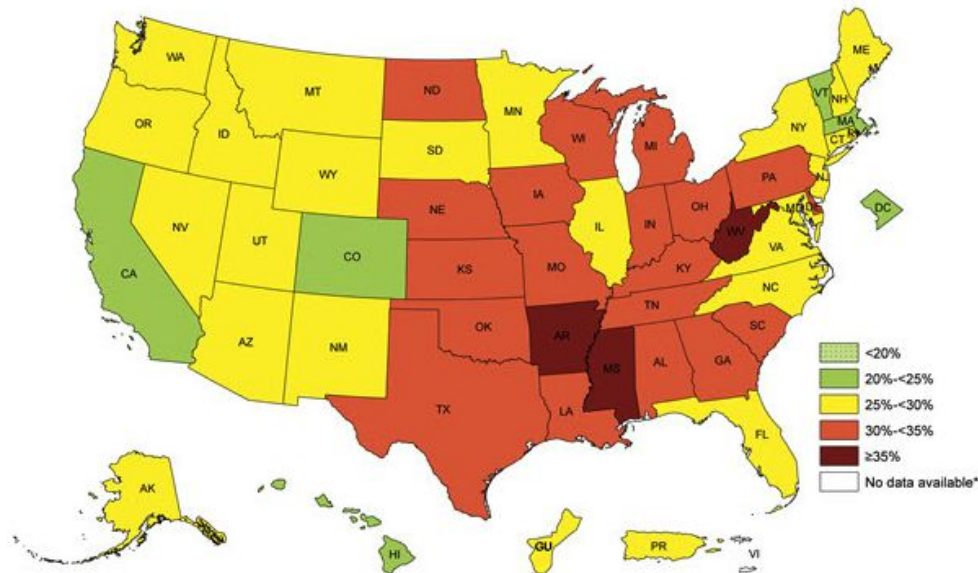 WA
MT
ND
MN
OR
ID
SD
WY
WI
MI
ME
VT
NH
NY
MA
CT
NV
UT
CO
CA
NE
IA
IL
IN
OH
PA
NJ
MD
DE
DC
WV
VA
KS
MO
KY
NC
TN
AZ
NM
OK
AR
SC
MS
AL
GA
TX
LA
FL
<20%
20%-<25%
25%-<30%
30%-<35%
≥35%
No data available*
AK
HI
GU
PR
VI